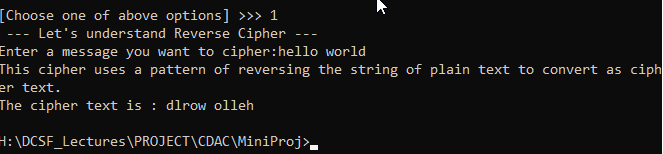 [Choose one of above options] >>> 1
 --- Let's understand Reverse Cipher ---
Enter a message you want to cipher:hello world
This cipher uses a pattern of reversing the string of plain text to convert as ciph
er text.
The cipher text is : dlrow olleh
H:\DCSF_Lectures\PROJECT\CDAC\MiniProj>